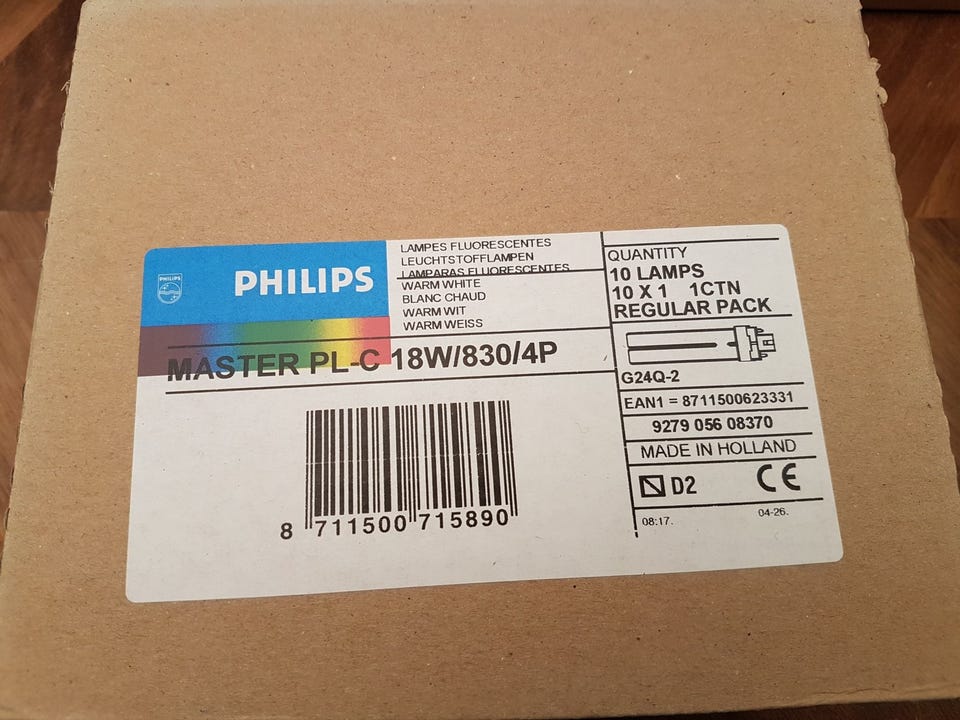 PHILIPS
PHILIPS
LAMPES FLUORESCENTES
LEUCHTSTOFFLAMPEN
LAMPARAS FLUORESCENTES
WARM WHITE
BLANC CHAUD
WARM WIT
WARM WEISS
MASTER PL-C 18W/830/4P
8 711500 715890
QUANTITY
10 LAMPS
10 X 1 1CTN
REGULAR PACK
G24Q-2
EAN1 = 8711500623331
9279 056 08370
MADE IN HOLLAND
D2 CE
08:17. 04-26.